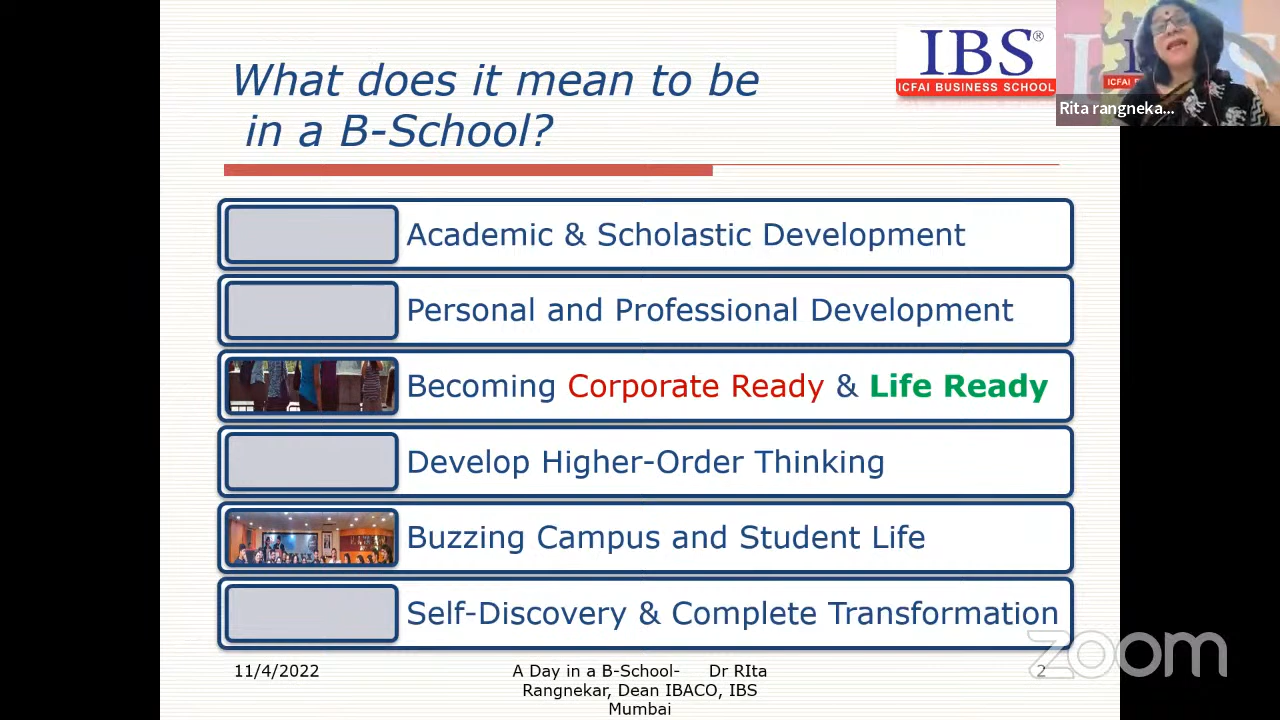 What does it mean to be
in a B-School?
IBS®
ICFAI BUSINESS SCHOOL
ICFAI B
Rita rangneka...
Academic & Scholastic Development
Personal and Professional Development
Becoming Corporate Ready & Life Ready
Develop Higher-Order Thinking
Buzzing Campus and Student Life
Self-Discovery & Complete Transformation
11/4/2022
A Day in a B-School- Dr RIta
Rangnekar, Dean IBACO, IBS
Mumbai
2
zoom